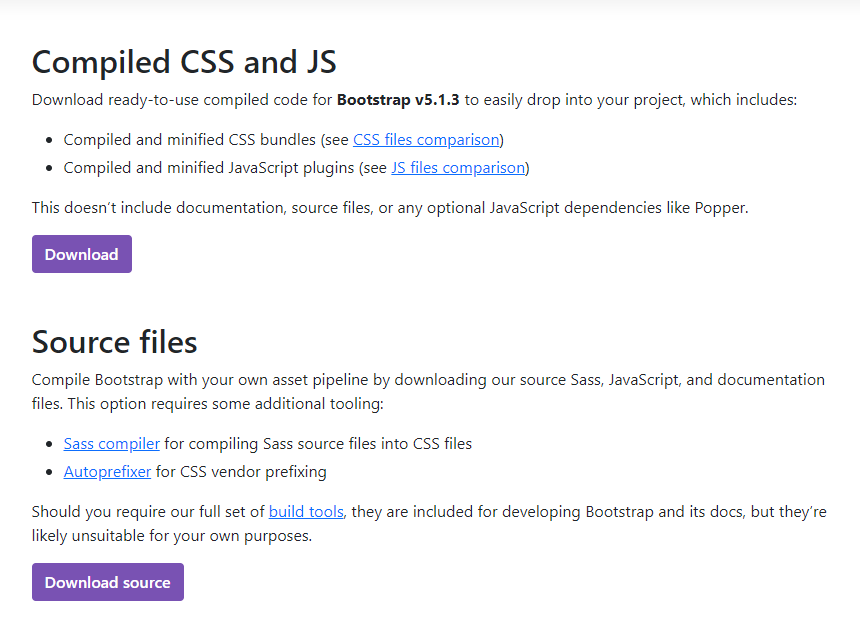 Compiled CSS and JS
Download ready-to-use compiled code for Bootstrap v5.1.3 to easily drop into your project, which includes:
Compiled and minified CSS bundles (see CSS files comparison)
Compiled and minified JavaScript plugins (see JS files comparison)
This doesn’t include documentation, source files, or any optional JavaScript dependencies like Popper.
Download
Source files
Compile Bootstrap with your own asset pipeline by downloading our source Sass, JavaScript, and documentation
files. This option requires some additional tooling:
Sass compiler for compiling Sass source files into CSS files
Autoprefixer for CSS vendor prefixing
Should you require our full set of build tools, they are included for developing Bootstrap and its docs, but they’re
likely unsuitable for your own purposes.
Download source